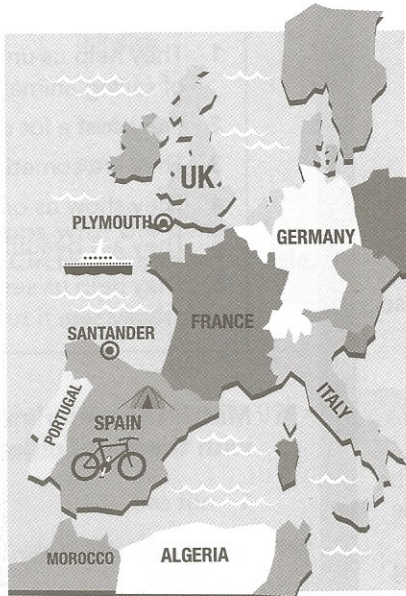 UK
PLYMOUTH
GERMANY
FRANCE
SANTANDER
ITALY
PORTUGAL
SPAIN
MOROCCO
ALGERIA